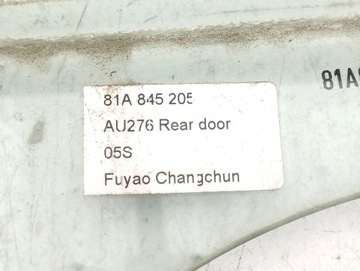 81A 845 205
AU276 Rear door
05S
Fuyao Changchun
81A